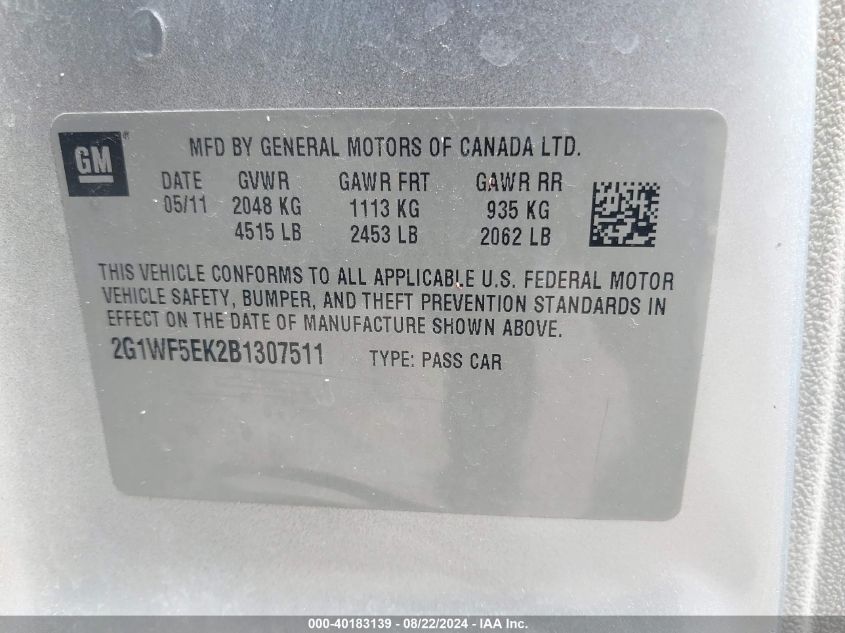 GM®
MFD BY GENERAL MOTORS OF CANADA LTD.
DATE GVWR GAWR FRT GAWR RR
05/11 2048 KG 1113 KG 935 KG
4515 LB 2453 LB 2062 LB
THIS VEHICLE CONFORMS TO ALL APPLICABLE U.S. FEDERAL MOTOR
VEHICLE SAFETY, BUMPER, AND THEFT PREVENTION STANDARDS IN
EFFECT ON THE DATE OF MANUFACTURE SHOWN ABOVE.
2G1WF5EK2B1307511 TYPE: PASS CAR
000-40183139 - 08/22/2024 - IAA Inc.